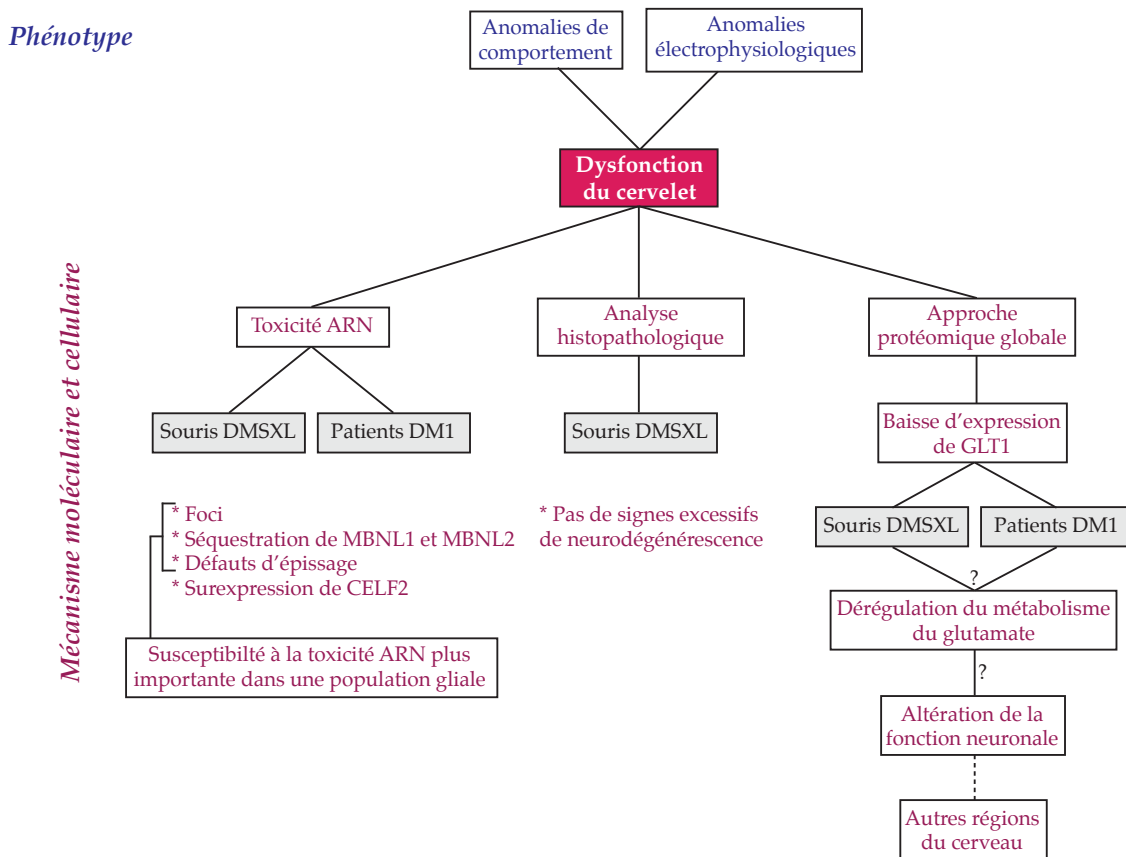 Phénotype
Anomalies de
comportement
Anomalies
électrophysiologiques
Dysfonction
du cervelet
Mécanisme moléculaire et cellulaire
Toxicité ARN
Souris DMSXL
Patients DM1
* Foci
* Séquestration de MBNL1 et MBNL2
* Défauts d'épissage
* Surexpression de CELF2
Susceptibilté à la toxicité ARN plus
importante dans une population gliale
Analyse
histopathologique
Souris DMSXL
* Pas de signes excessifs
de neurodégénérescence
Approche
protéomique globale
Baisse d'expression
de GLT1
Souris DMSXL
Patients DM1
?
Dérégulation du métabolisme
du glutamate
?
Altération de la
fonction neuronale
Autres régions
du cerveau